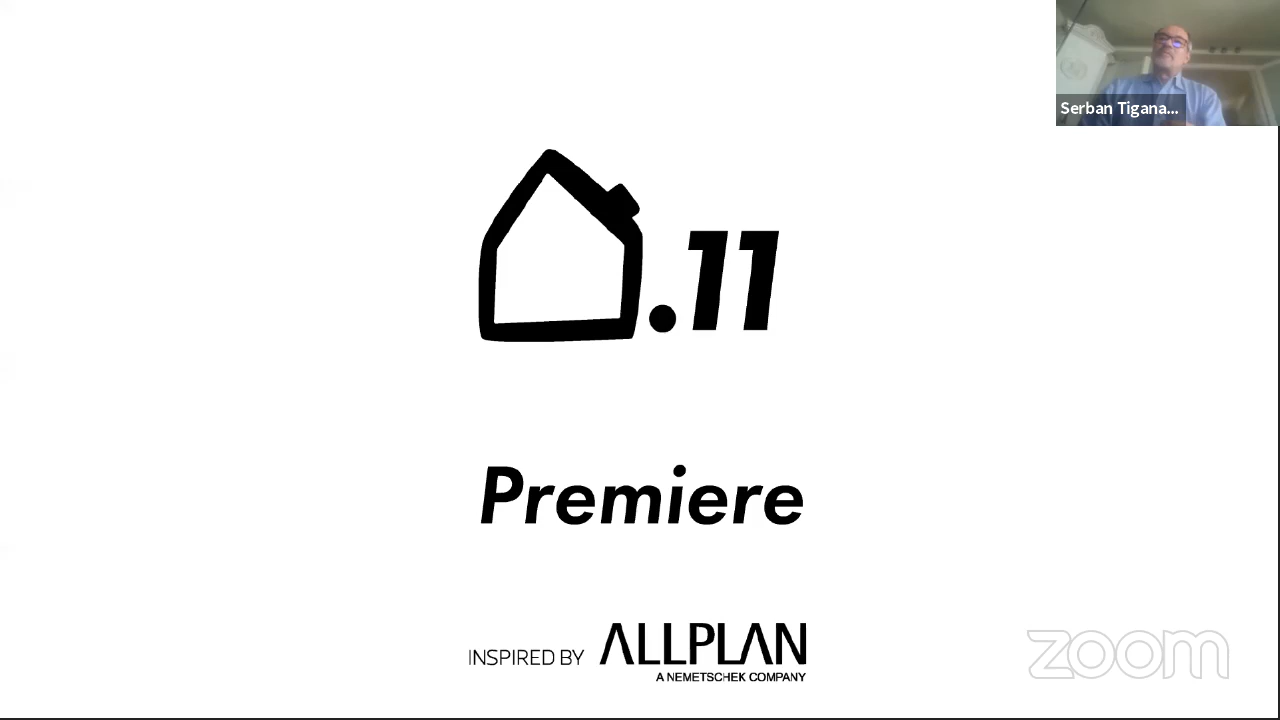 Serban Tigana...
.11
Premiere
INSPIRED BY ALLPLAN
A NEMETSCHEK COMPANY
zoom